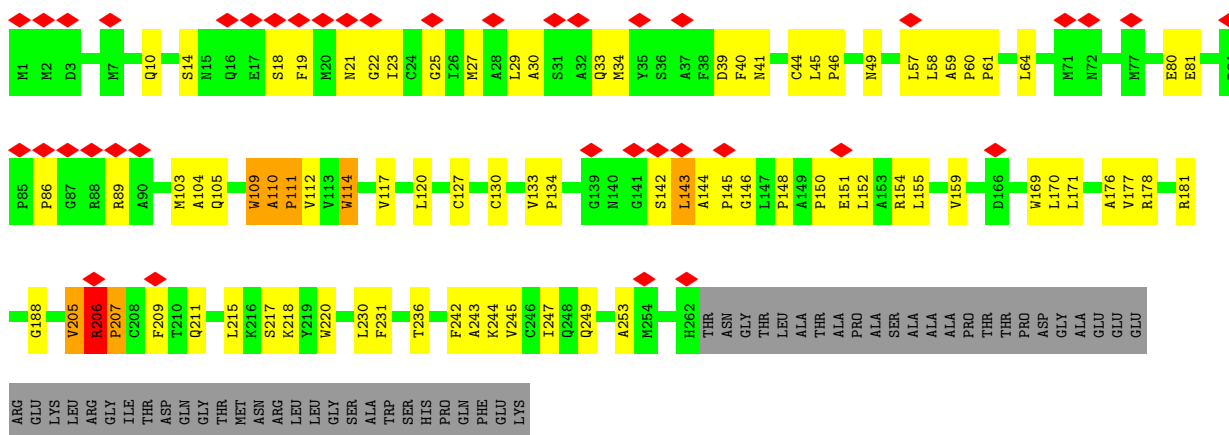 M1 M2 D3 M7 Q10 S14 N15 Q16 E17 S18 F19 M20 N21 G22 I23 C24 G25 I26 M27 A28 L29 A30 S31 A32 Q33 M34 Y35 S36 A37 F38 D39 F40 N41 C44 L45 P46 N49 L57 L58 A59 P60 P61 L64 M71 N72 M77 E80 E81
P85 P86 G87 R88 R89 A90 M103 A104 Q105 W109 A110 P111 V112 V113 W114 V117 L120 C127 C130 V133 P134 G139 N140 G141 S142 L143 A144 P145 G146 L147 P148 A149 P150 E151 L152 A153 R154 L155 V159 D166 W169 L170 L171 A176 V177 R178 R181
G188 V205 R206 P207 C208 F209 T210 Q211 L215 K216 S217 K218 Y219 W220 L230 F231 T236 F242 A243 K244 V245 C246 I247 Q248 Q249 A253 M254 H262 THR ASN GLY THR LEU ALA THR ALA PRO ALA SER ALA ALA ALA PRO THR THR PRO ASP GLY ALA GLU GLU GLU
ARG GLU LYS LEU ARG GLY ILE THR ASP GLN GLY THR MET ASN ARG LEU LEU GLY SER ALA TRP SER HIS PRO GLN PHE GLU LYS